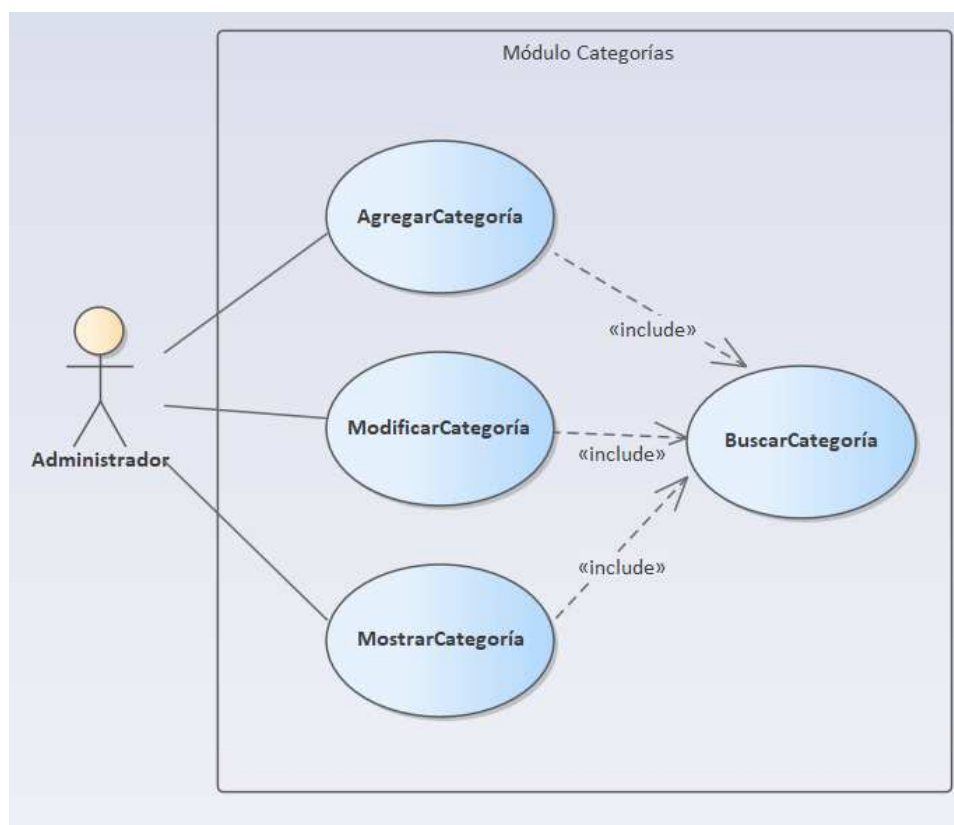 Módulo Categorías
AgregarCategoría
«include»
ModificarCategoría
«include»
BuscarCategoría
Administrador
«include»
MostrarCategoría